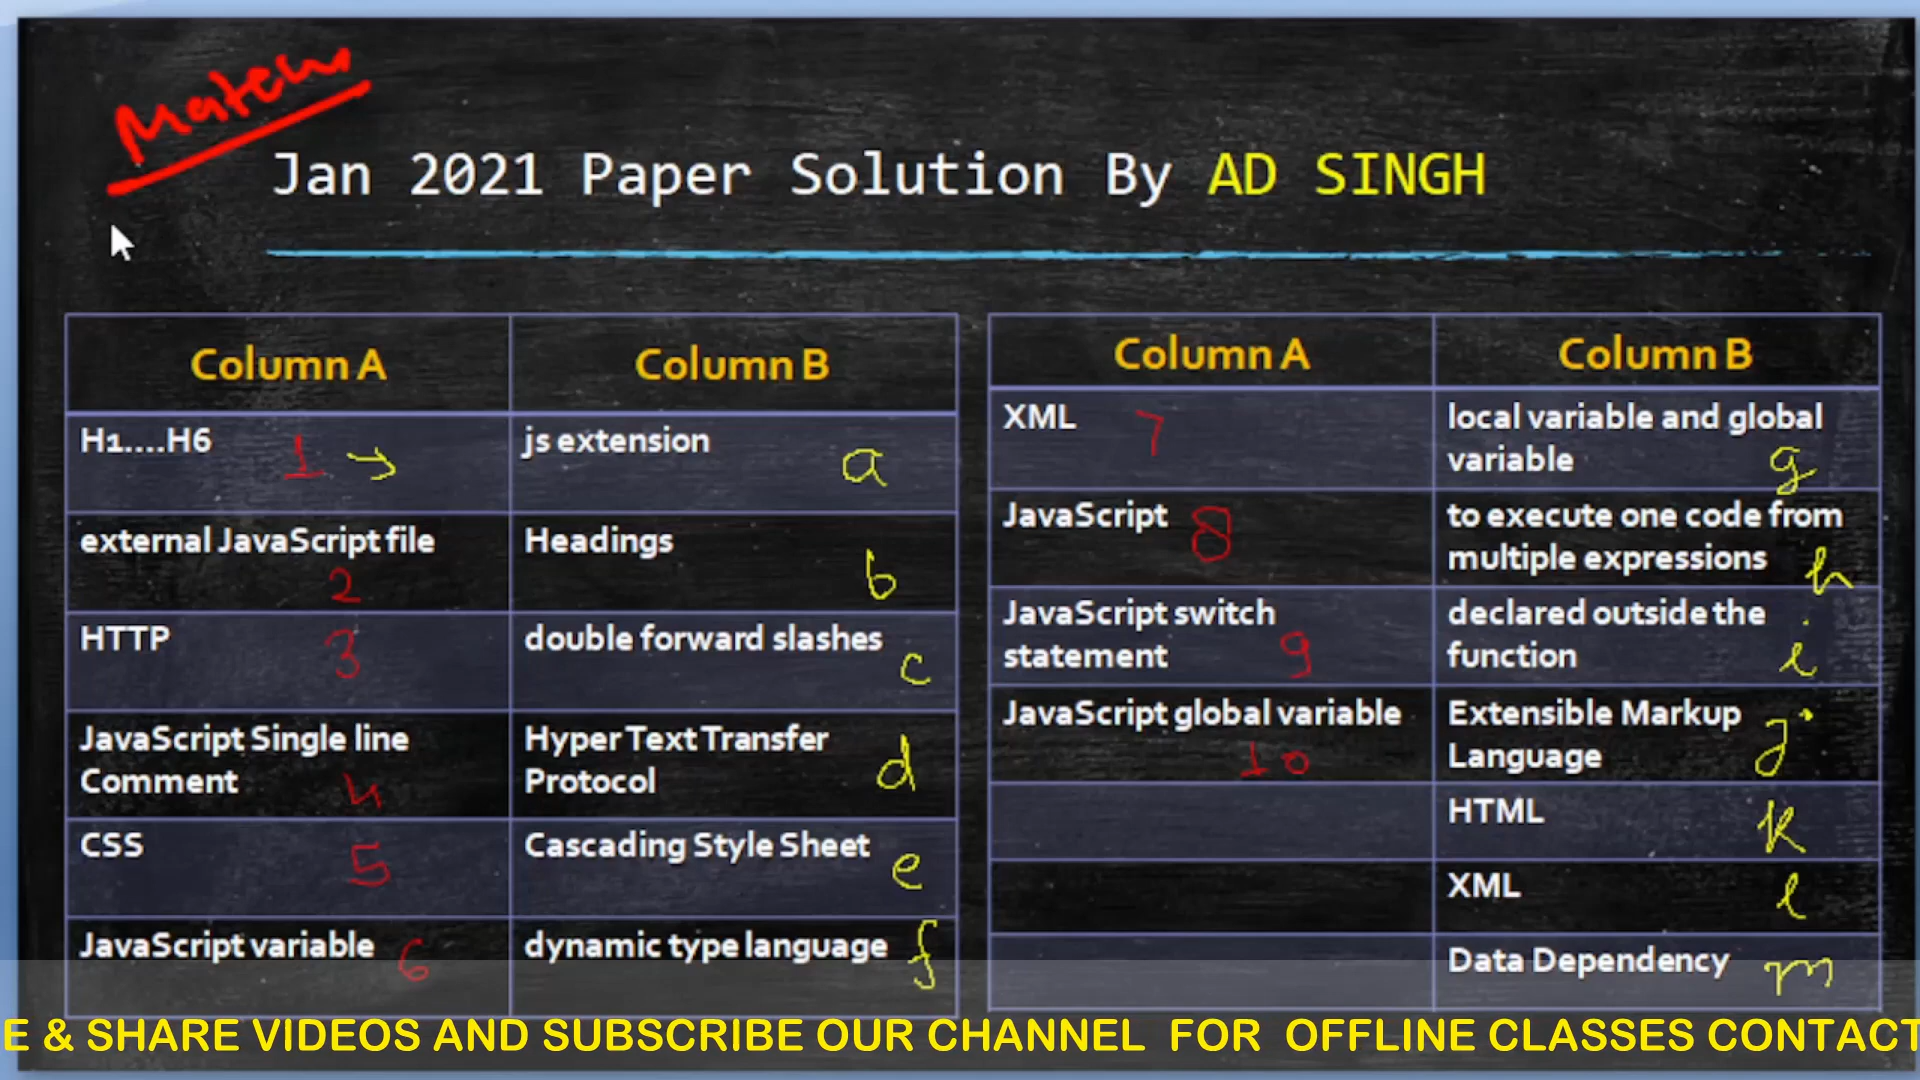 Match
Jan 2021 Paper Solution By AD SINGH
Column A Column B
H1....H6 1 → js extension a
external JavaScript file Headings
2 b
HTTP 3 double forward slashes c
JavaScript Single line Hyper Text Transfer
Comment 4 Protocol d
CSS 5 Cascading Style Sheet e
JavaScript variable 6 dynamic type language f
Column A Column B
XML 7 local variable and global
variable g
JavaScript 8 to execute one code from
multiple expressions h
JavaScript switch declared outside the
statement 9 function i
JavaScript global variable Extensible Markup
10 Language j
HTML k
XML l
Data Dependency m
E & SHARE VIDEOS AND SUBSCRIBE OUR CHANNEL FOR OFFLINE CLASSES CONTACT